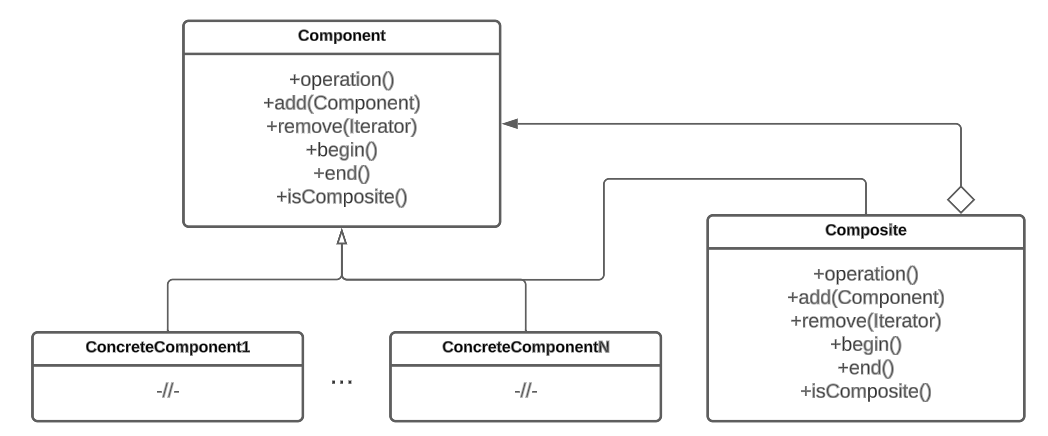 Component
+operation()
+add(Component)
+remove(Iterator)
+begin()
+end()
+isComposite()
Composite
+operation()
+add(Component)
+remove(Iterator)
+begin()
+end()
+isComposite()
ConcreteComponent1
-//-
...
ConcreteComponentN
-//-